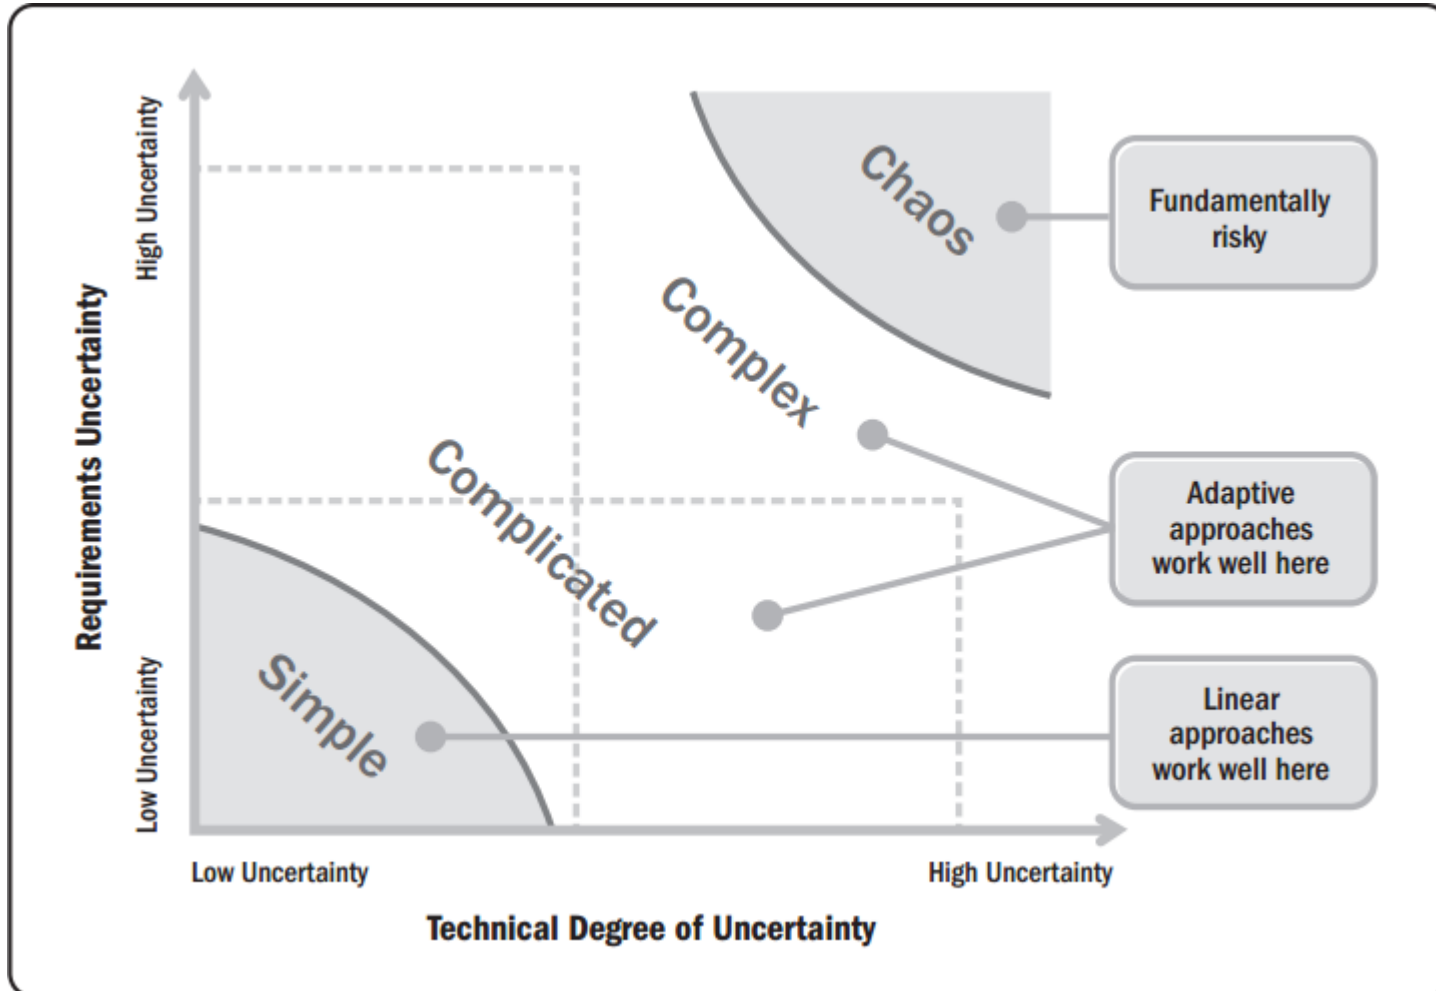 High Uncertainty
Requirements Uncertainty
Low Uncertainty
Chaos
Complex
Complicated
Simple
Fundamentally
risky
Adaptive
approaches
work well here
Linear
approaches
work well here
Low Uncertainty
High Uncertainty
Technical Degree of Uncertainty